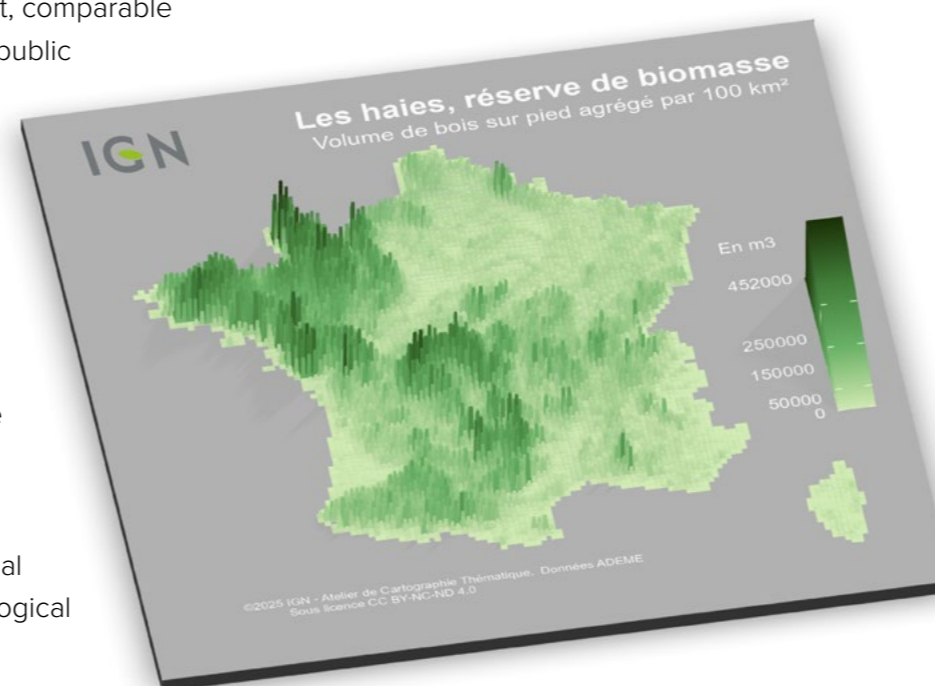 t, comparable
public
IGN
Les haies, réserve de biomasse
Volume de bois sur pied agrégé par 100 km²
En m3
452000
250000
150000
50000
0
e
al
ogical
©2025 IGN - Atelier de Cartographie Thématique. Données ADEME
Sous licence CC BY-NC-ND 4.0